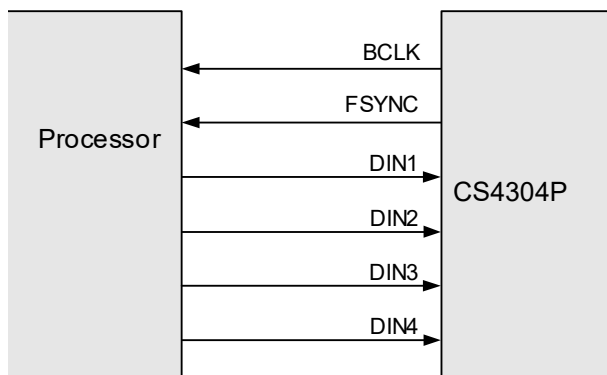 BCLK
FSYNC
Processor
DIN1
CS4304P
DIN2
DIN3
DIN4